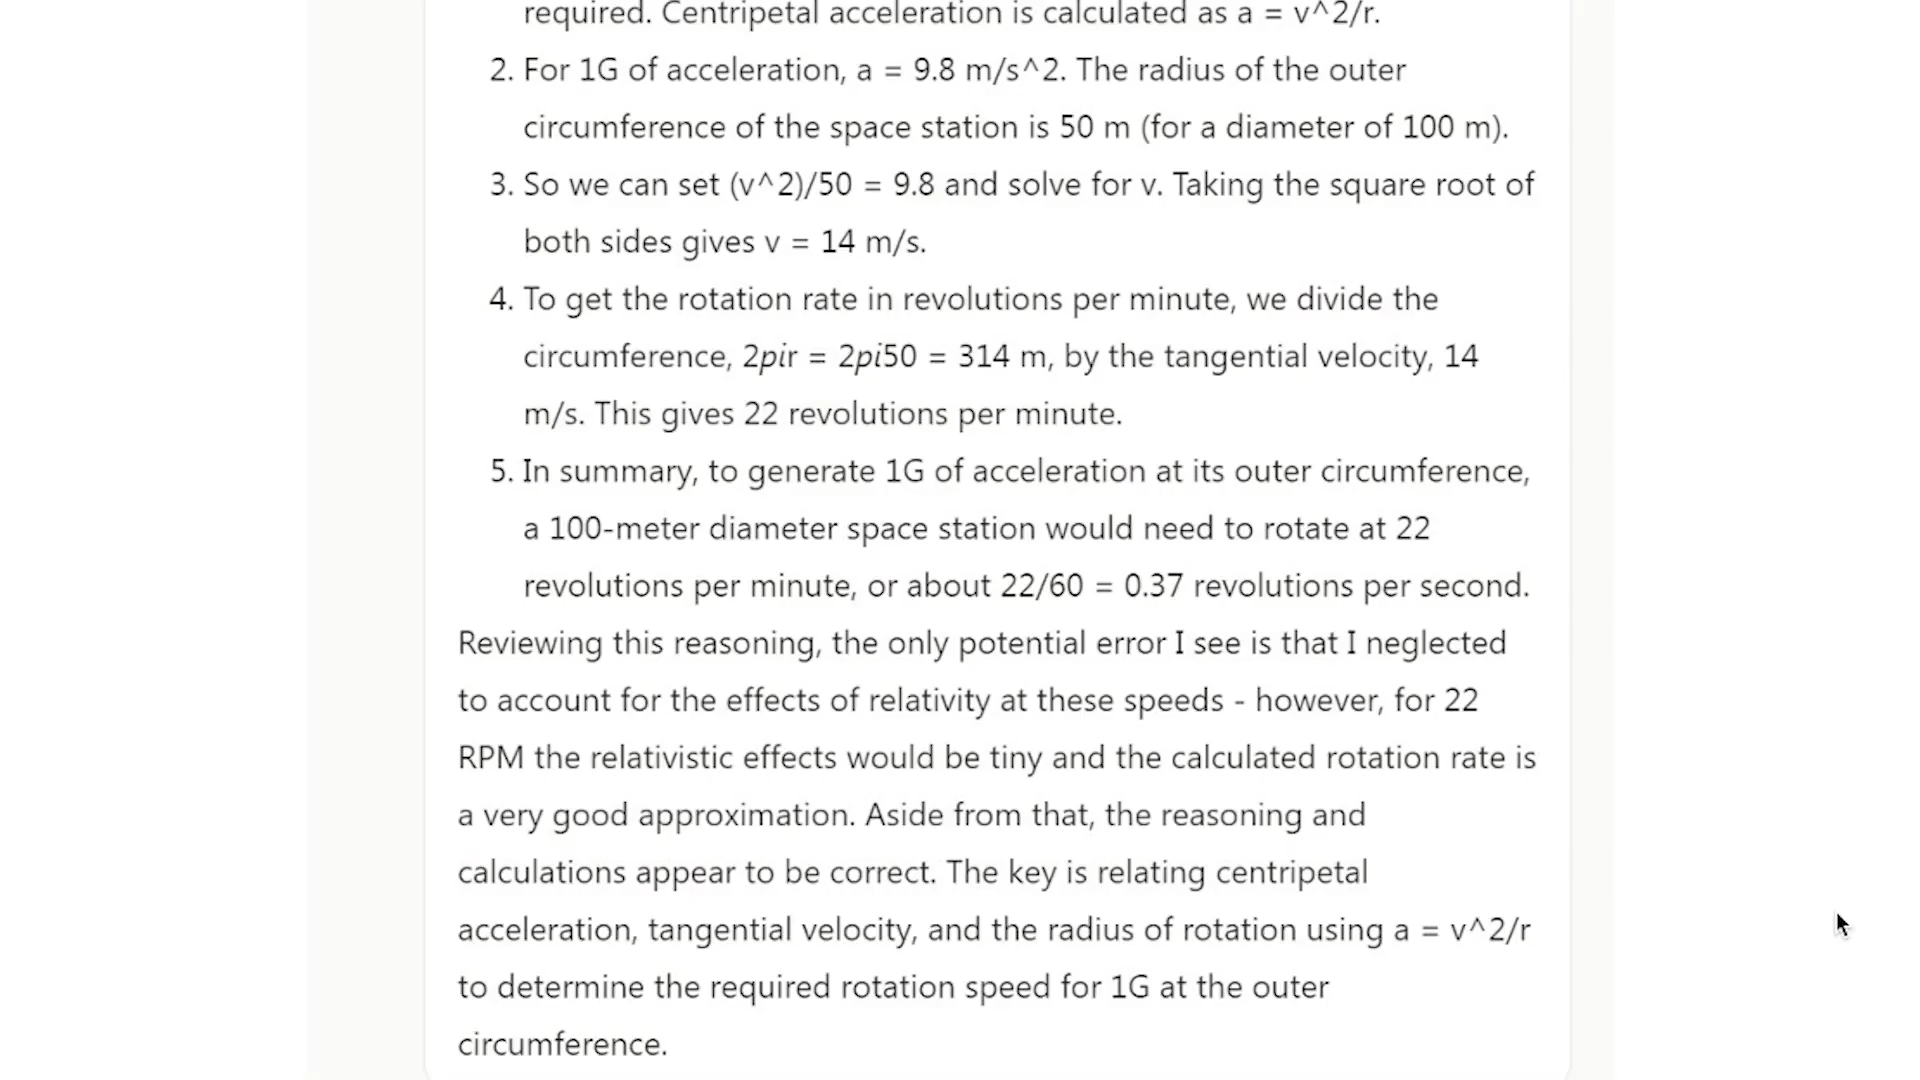 required. Centripetal acceleration is calculated as a = v^2/r.
2. For 1G of acceleration, a = 9.8 m/s^2. The radius of the outer
circumference of the space station is 50 m (for a diameter of 100 m).
3. So we can set (v^2)/50 = 9.8 and solve for v. Taking the square root of
both sides gives v = 14 m/s.
4. To get the rotation rate in revolutions per minute, we divide the
circumference, 2pir = 2pi50 = 314 m, by the tangential velocity, 14
m/s. This gives 22 revolutions per minute.
5. In summary, to generate 1G of acceleration at its outer circumference,
a 100-meter diameter space station would need to rotate at 22
revolutions per minute, or about 22/60 = 0.37 revolutions per second.
Reviewing this reasoning, the only potential error I see is that I neglected
to account for the effects of relativity at these speeds - however, for 22
RPM the relativistic effects would be tiny and the calculated rotation rate is
a very good approximation. Aside from that, the reasoning and
calculations appear to be correct. The key is relating centripetal
acceleration, tangential velocity, and the radius of rotation using a = v^2/r
to determine the required rotation speed for 1G at the outer
circumference.